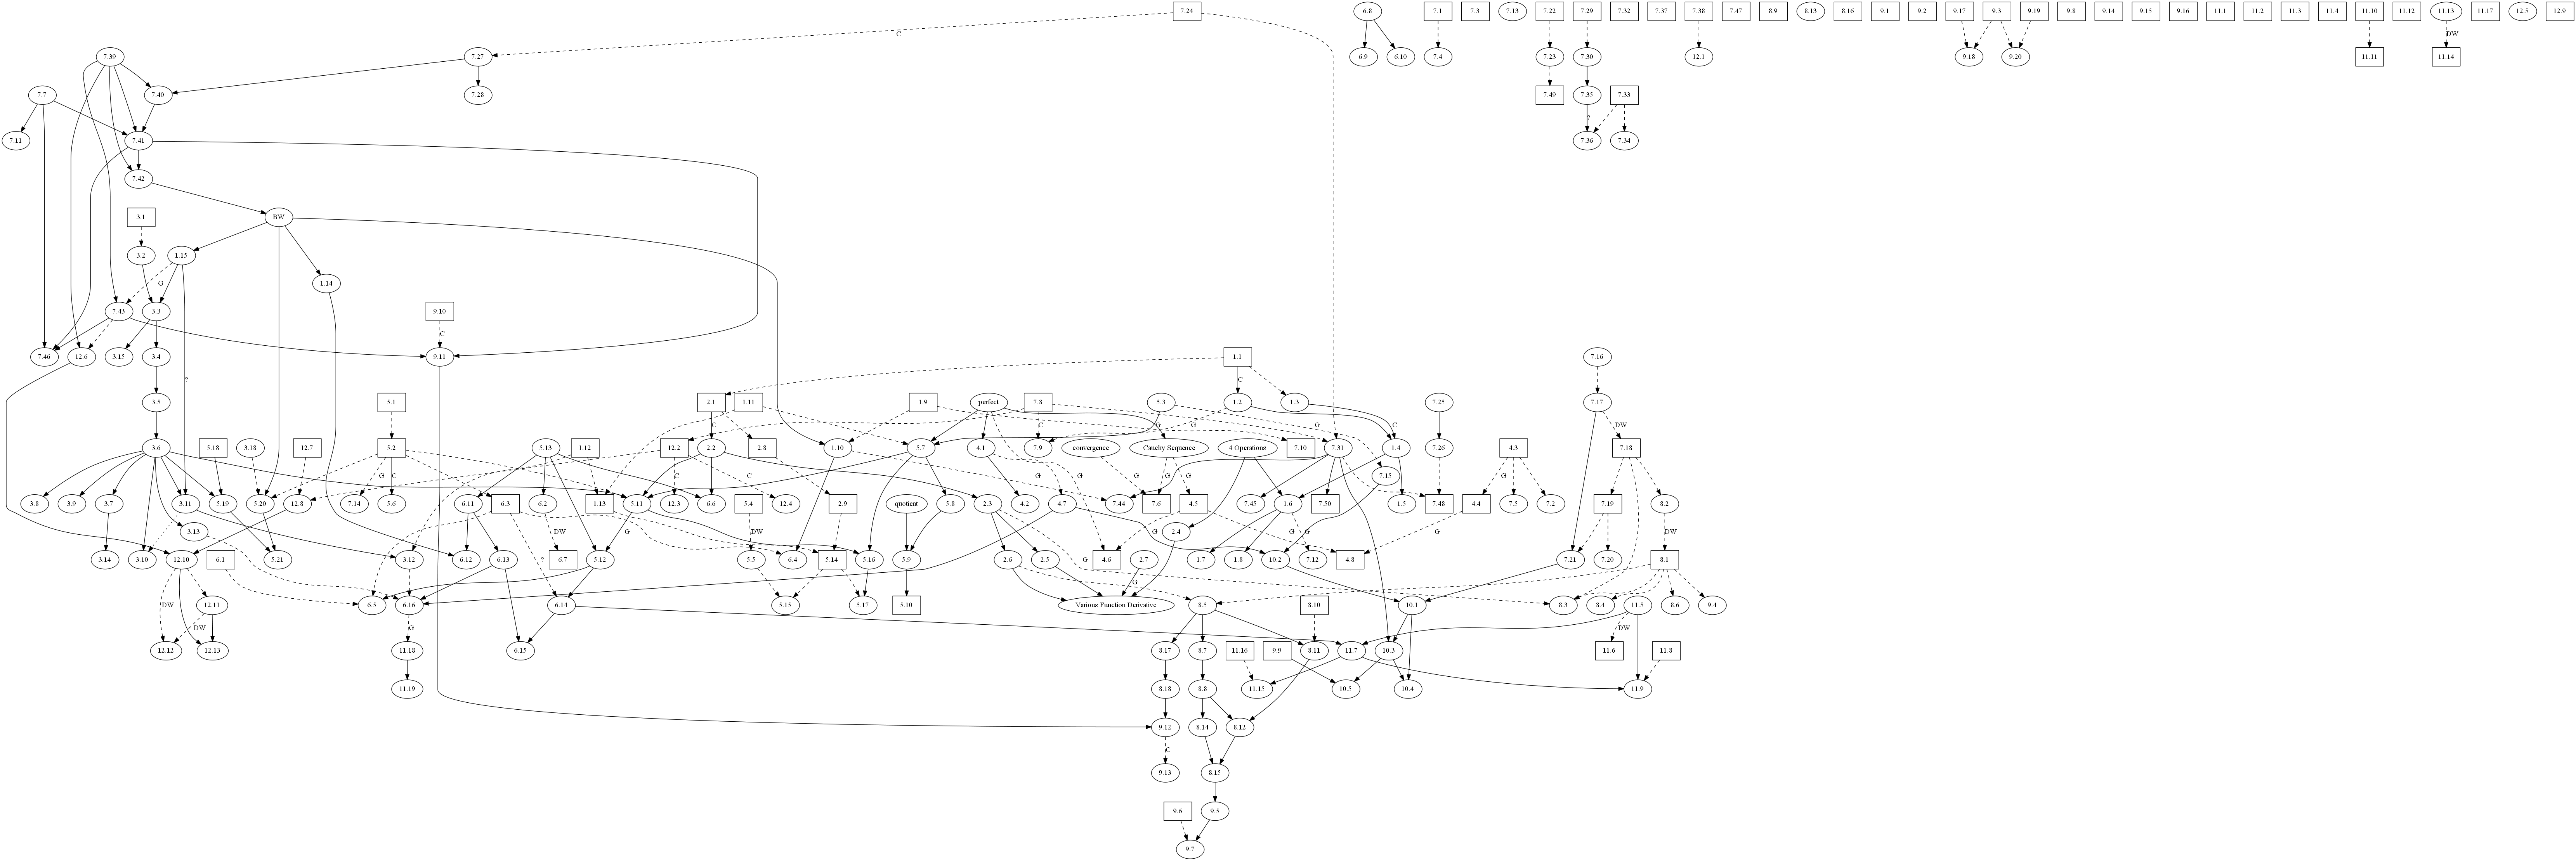 7.24 6.8 7.1 7.3 7.13 7.22 7.29 7.32 7.37 7.38 7.47 8.9 8.13 8.16 9.1 9.2 9.17 9.3 9.19 9.8 9.14 9.15 9.16 11.1 11.2 11.3 11.4 11.10 11.12 11.13 11.17 12.5 12.9
C DW
7.39 7.27 6.9 6.10 7.4 7.23 7.30 12.1 9.18 9.20 11.11 11.14
7.7 7.40 7.28 7.49 7.35 7.33
?
7.11 7.41 7.36 7.34
7.42
3.1 BW
3.2 1.15
G 1.14
7.43 3.3 9.10
C
7.46 12.6 3.15 3.4 9.11 1.1 7.16
?
C
3.5 5.1 2.1 1.11 perfect 1.9 7.8 5.3 1.2 1.3 7.25 7.17
C G C G G C DW
3.6 5.18 3.18 12.7 5.2 5.13 1.12 12.2 2.2 2.8 1.10 5.7 4.1 7.9 convergence Cauchy Sequence 4 Operations 7.10 7.31 1.4 7.26 4.3 7.18
G C C C G G G G G
7.15
3.8 3.9 3.7 5.19 5.20 12.8 7.14 5.6 6.11 6.3 6.2 1.13 5.11 12.3 6.6 5.4 12.4 2.9 quotient 5.8 2.3 4.2 4.7 7.44 7.6 4.5 1.6 7.45 7.50 1.5 7.48 4.4 7.5 7.2 7.19 8.2
3.13 DW ? G DW G 2.4 G G G DW
3.14 3.10 12.10 6.1 5.21 3.12 6.12 6.13 6.7 5.12 5.5 6.4 5.14 5.16 5.9 2.6 2.5 4.6 2.7 1.7 1.8 10.2 7.12 4.8 7.21 7.20 8.1
G
DW 12.11 6.5 6.16 6.14 5.15 5.17 5.10 Various Function Derivative 8.5 8.10 10.1 8.3 8.4 11.5 8.6 9.4
DW G DW
12.12 12.13 11.18 6.15 8.17 8.7 11.16 9.9 8.11 11.7 10.3 11.6 11.8
11.19 8.18 8.8 11.15 10.5 10.4 11.9
9.12 8.14 8.12
C
9.13 8.15
9.6 9.5
9.7